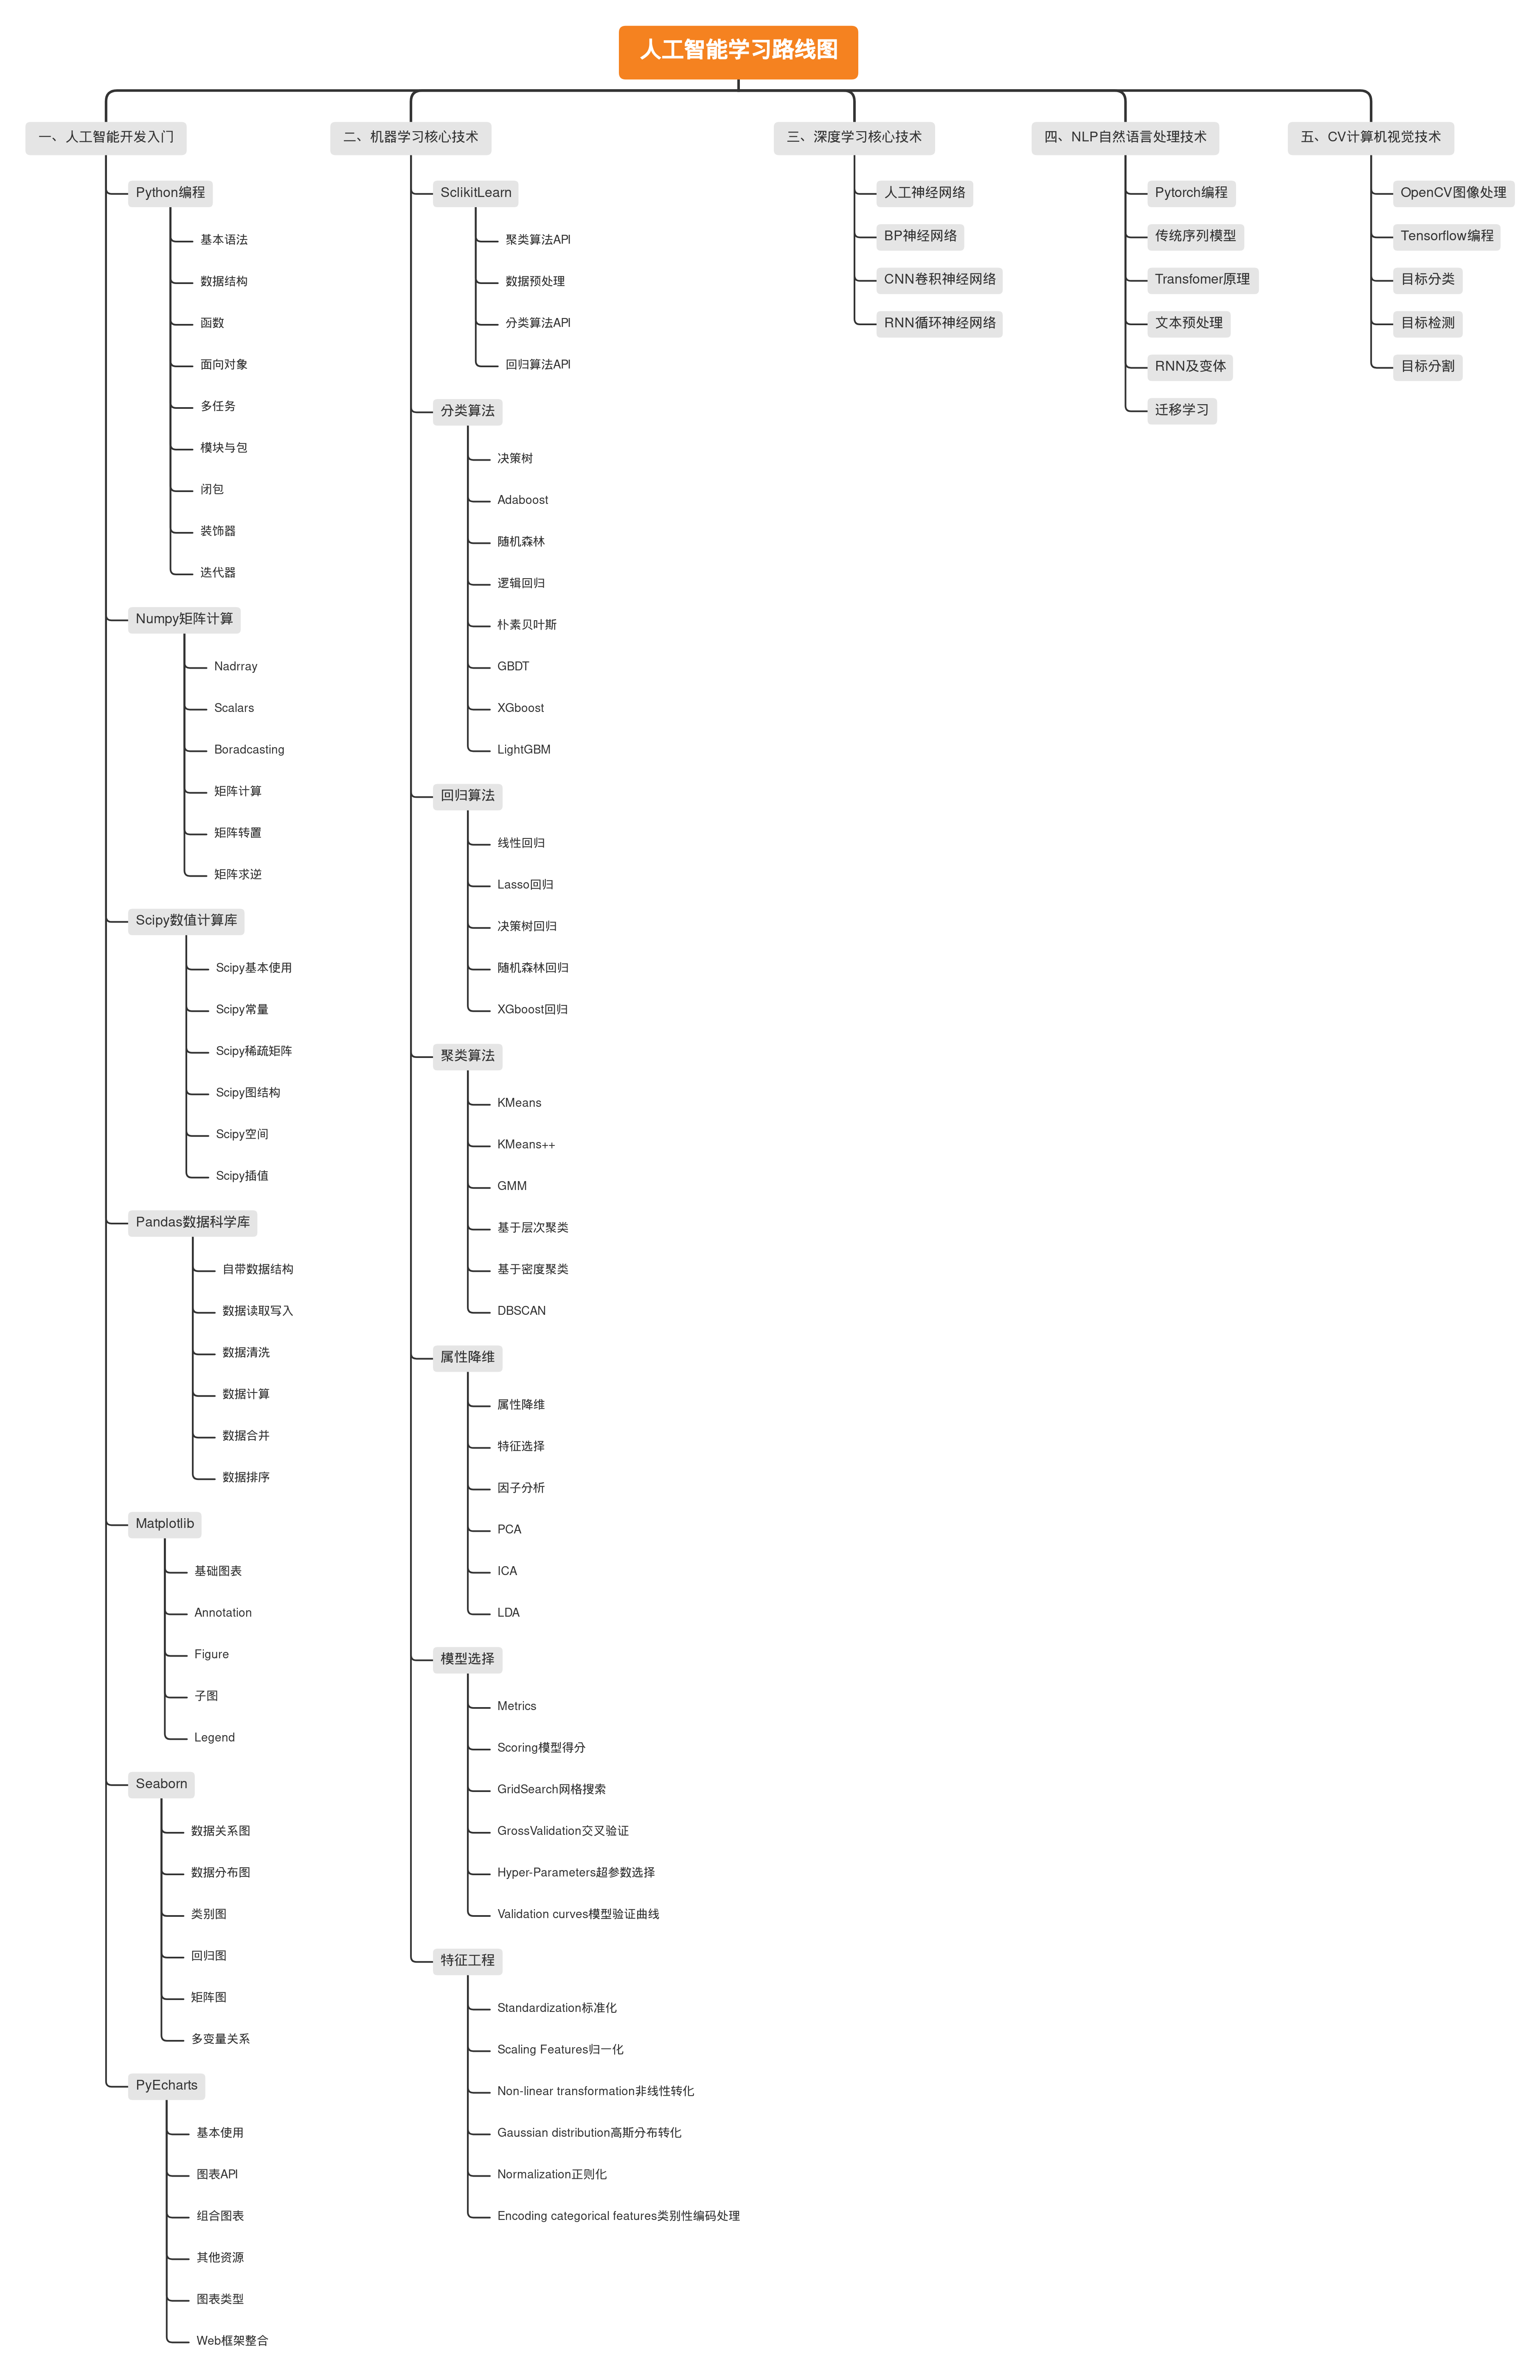 人工智能学习路线图
一、人工智能开发入门
Python编程
基本语法
数据结构
函数
面向对象
多任务
模块与包
闭包
装饰器
迭代器
Numpy矩阵计算
Nadrray
Scalars
Boradcasting
矩阵计算
矩阵转置
矩阵求逆
Scipy数值计算库
Scipy基本使用
Scipy常量
Scipy稀疏矩阵
Scipy图结构
Scipy空间
Scipy插值
Pandas数据科学库
自带数据结构
数据读取写入
数据清洗
数据计算
数据合并
数据排序
Matplotlib
基础图表
Annotation
Figure
子图
Legend
Seaborn
数据关系图
数据分布图
类别图
回归图
矩阵图
多变量关系
PyEcharts
基本使用
图表API
组合图表
其他资源
图表类型
Web框架整合
二、机器学习核心技术
SclikitLearn
聚类算法API
数据预处理
分类算法API
回归算法API
分类算法
决策树
Adaboost
随机森林
逻辑回归
朴素贝叶斯
GBDT
XGboost
LightGBM
回归算法
线性回归
Lasso回归
决策树回归
随机森林回归
XGboost回归
聚类算法
KMeans
KMeans++
GMM
基于层次聚类
基于密度聚类
DBSCAN
属性降维
属性降维
特征选择
因子分析
PCA
ICA
LDA
模型选择
Metrics
Scoring模型得分
GridSearch网格搜索
GrossValidation交叉验证
Hyper-Parameters超参数选择
Validation curves模型验证曲线
特征工程
Standardization标准化
Scaling Features归一化
Non-linear transformation非线性转化
Gaussian distribution高斯分布转化
Normalization正则化
Encoding categorical features类别性编码处理
三、深度学习核心技术
人工神经网络
BP神经网络
CNN卷积神经网络
RNN循环神经网络
四、NLP自然语言处理技术
Pytorch编程
传统序列模型
Transfomer原理
文本预处理
RNN及变体
迁移学习
五、CV计算机视觉技术
OpenCV图像处理
Tensorflow编程
目标分类
目标检测
目标分割